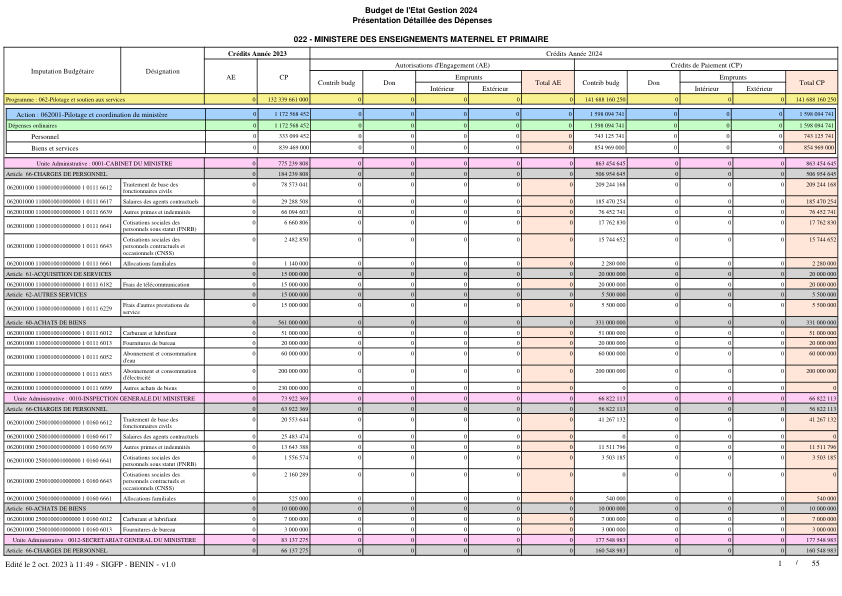 Budget de l'Etat Gestion 2024
Présentation Détaillée des Dépenses
022 - MINISTERE DES ENSEIGNEMENTS MATERNEL ET PRIMAIRE
Imputation Budgétaire Désignation Crédits Année 2023 Crédits Année 2024
AE CP Autorisations d'Engagement (AE) Crédits de Paiement (CP)
Contrib budg Don Emprunts Total AE Contrib budg Don Emprunts Total CP
Intérieur Extérieur Intérieur Extérieur
Programme : 062-Pilotage et soutien aux services 0 132 339 661 000 0 0 0 0 0 141 688 160 250 0 0 0 141 688 160 250
Action : 062001-Pilotage et coordination du ministère 0 1 172 568 452 0 0 0 0 0 1 598 094 741 0 0 0 1 598 094 741
Dépenses ordinaires 0 1 172 568 452 0 0 0 0 0 1 598 094 741 0 0 0 1 598 094 741
Personnel 0 333 099 452 0 0 0 0 0 743 125 741 0 0 0 743 125 741
Biens et services 0 839 469 000 0 0 0 0 0 854 969 000 0 0 0 854 969 000
Unite Administrative : 0001-CABINET DU MINISTRE 0 775 239 808 0 0 0 0 0 863 454 645 0 0 0 863 454 645
Article 66-CHARGES DE PERSONNEL 0 184 239 808 0 0 0 0 0 506 954 645 0 0 0 506 954 645
062001000 1100010001000000 1 0111 6612 Traitement de base des fonctionnaires civils 0 78 573 041 0 0 0 0 0 209 244 168 0 0 0 209 244 168
062001000 1100010001000000 1 0111 6617 Salaires des agents contractuels 0 29 288 508 0 0 0 0 0 185 470 254 0 0 0 185 470 254
062001000 1100010001000000 1 0111 6639 Autres primes et indemnités 0 66 094 603 0 0 0 0 0 76 452 741 0 0 0 76 452 741
062001000 1100010001000000 1 0111 6641 Cotisations sociales des personnels sous statut (FNRB) 0 6 660 806 0 0 0 0 0 17 762 830 0 0 0 17 762 830
062001000 1100010001000000 1 0111 6643 Cotisations sociales des personnels contractuels et occasionnels (CNSS) 0 2 482 850 0 0 0 0 0 15 744 652 0 0 0 15 744 652
062001000 1100010001000000 1 0111 6661 Allocations familiales 0 1 140 000 0 0 0 0 0 2 280 000 0 0 0 2 280 000
Article 61-ACQUISITION DE SERVICES 0 15 000 000 0 0 0 0 0 20 000 000 0 0 0 20 000 000
062001000 1100010001000000 1 0111 6182 Frais de télécommunication 0 15 000 000 0 0 0 0 0 20 000 000 0 0 0 20 000 000
Article 62-AUTRES SERVICES 0 15 000 000 0 0 0 0 0 5 500 000 0 0 0 5 500 000
062001000 1100010001000000 1 0111 6229 Frais d'autres prestations de service 0 15 000 000 0 0 0 0 0 5 500 000 0 0 0 5 500 000
Article 60-ACHATS DE BIENS 0 561 000 000 0 0 0 0 0 331 000 000 0 0 0 331 000 000
062001000 1100010001000000 1 0111 6012 Carburant et lubrifiant 0 51 000 000 0 0 0 0 0 51 000 000 0 0 0 51 000 000
062001000 1100010001000000 1 0111 6013 Fournitures de bureau 0 20 000 000 0 0 0 0 0 20 000 000 0 0 0 20 000 000
062001000 1100010001000000 1 0111 6052 Abonnement et consommation d'eau 0 60 000 000 0 0 0 0 0 60 000 000 0 0 0 60 000 000
062001000 1100010001000000 1 0111 6053 Abonnement et consommation d'électricité 0 200 000 000 0 0 0 0 0 200 000 000 0 0 0 200 000 000
062001000 1100010001000000 1 0111 6099 Autres achats de biens 0 230 000 000 0 0 0 0 0 0 0 0 0 0
Unite Administrative : 0010-INSPECTION GENERALE DU MINISTERE 0 73 922 369 0 0 0 0 0 66 822 113 0 0 0 66 822 113
Article 66-CHARGES DE PERSONNEL 0 63 922 369 0 0 0 0 0 56 822 113 0 0 0 56 822 113
062001000 2500100001000000 1 0160 6612 Traitement de base des fonctionnaires civils 0 20 553 644 0 0 0 0 0 41 267 132 0 0 0 41 267 132
062001000 2500100001000000 1 0160 6617 Salaires des agents contractuels 0 25 483 474 0 0 0 0 0 0 0 0 0 0
062001000 2500100001000000 1 0160 6639 Autres primes et indemnités 0 13 643 388 0 0 0 0 0 11 511 796 0 0 0 11 511 796
062001000 2500100001000000 1 0160 6641 Cotisations sociales des personnels sous statut (FNRB) 0 1 556 574 0 0 0 0 0 3 503 185 0 0 0 3 503 185
062001000 2500100001000000 1 0160 6643 Cotisations sociales des personnels contractuels et occasionnels (CNSS) 0 2 160 289 0 0 0 0 0 0 0 0 0 0
062001000 2500100001000000 1 0160 6661 Allocations familiales 0 525 000 0 0 0 0 0 540 000 0 0 0 540 000
Article 60-ACHATS DE BIENS 0 10 000 000 0 0 0 0 0 10 000 000 0 0 0 10 000 000
062001000 2500100001000000 1 0160 6012 Carburant et lubrifiant 0 7 000 000 0 0 0 0 0 7 000 000 0 0 0 7 000 000
062001000 2500100001000000 1 0160 6013 Fournitures de bureau 0 3 000 000 0 0 0 0 0 3 000 000 0 0 0 3 000 000
Unite Administrative : 0012-SECRETARIAT GENERAL DU MINISTERE 0 83 137 275 0 0 0 0 0 177 548 983 0 0 0 177 548 983
Article 66-CHARGES DE PERSONNEL 0 66 137 275 0 0 0 0 0 160 548 983 0 0 0 160 548 983
Edité le 2 oct. 2023 à 11:49 - SIGFP - BENIN - v1.0 1 / 55